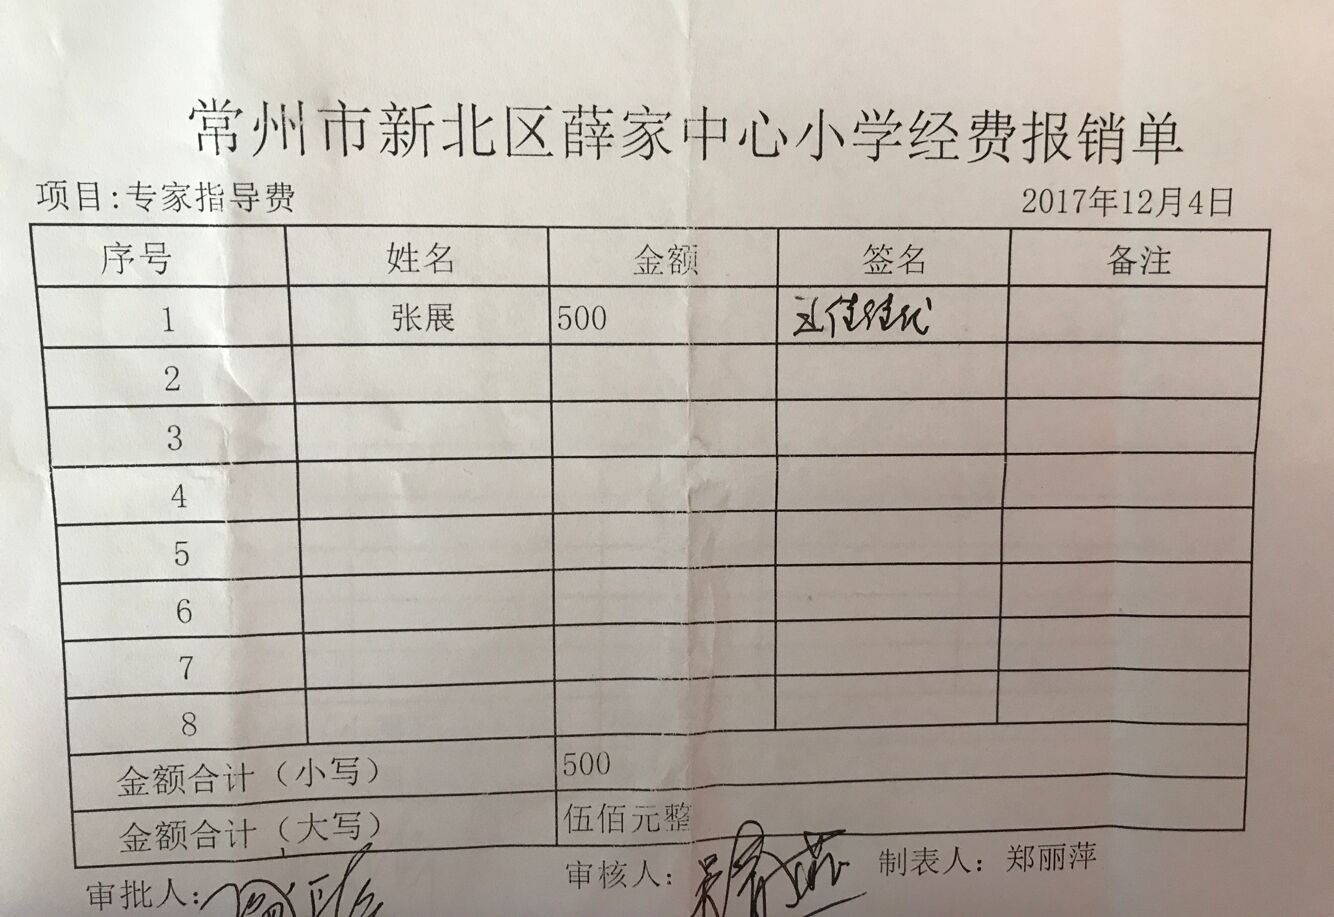 常州市新北区薛家中心小学经费报销单
项目:专家指导费 2017年12月4日
序号 姓名 金额 签名 备注
1 张展 500 王佳佳代
2
3
4
5
6
7
8
金额合计（小写） 500
金额合计（大写） 伍佰元整
审批人: 审核人: 制表人: 郑丽萍